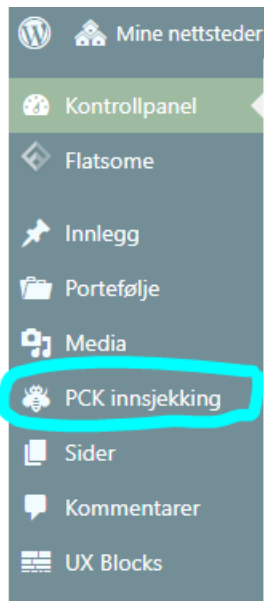 Mine nettsteder
Kontrollpanel
Flatsome
Innlegg
Portefølje
Media
PCK innsjekking
Sider
Kommentarer
UX Blocks